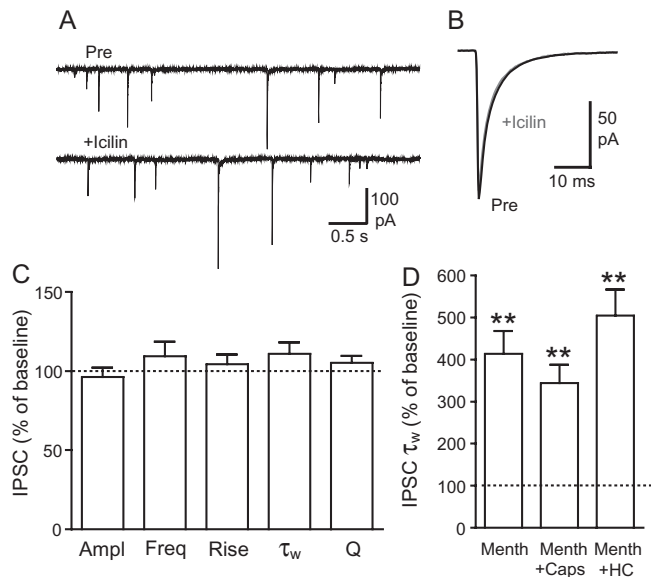 A
Pre
+Icilin
100
pA
0.5 s
B
+Icilin
Pre
50
pA
10 ms
C
IPSC (% of baseline)
150
100
50
0
Ampl Freq Rise τw Q
D
IPSC τw (% of baseline)
600
500
400
300
200
100
0
**
**
**
Menth Menth Menth
+Caps +HC